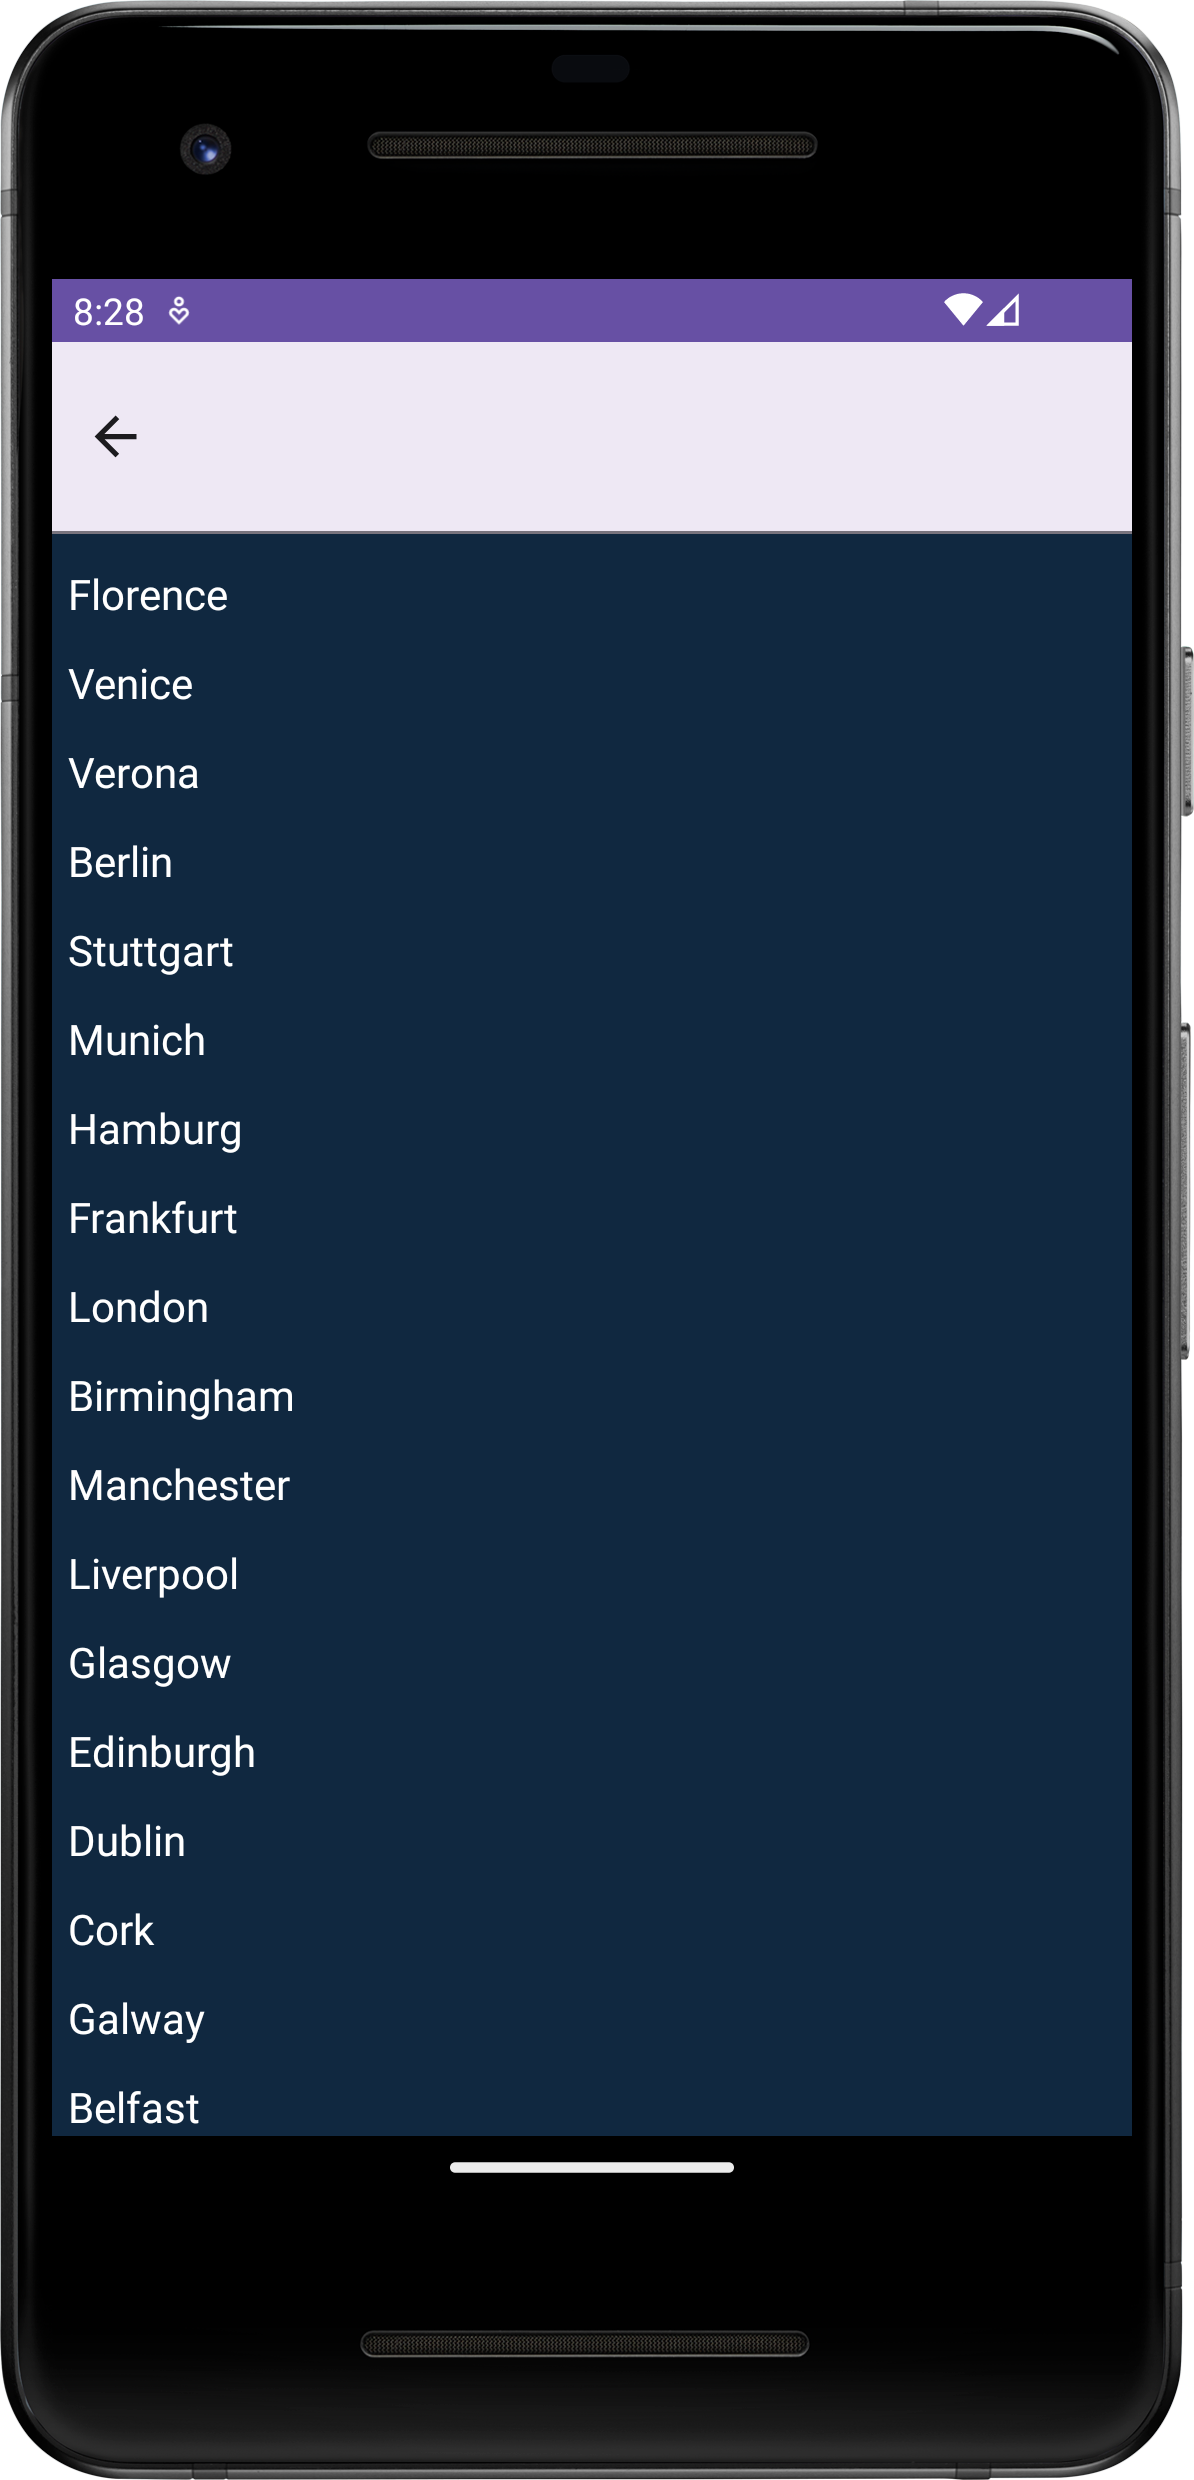 8:28
Florence
Venice
Verona
Berlin
Stuttgart
Munich
Hamburg
Frankfurt
London
Birmingham
Manchester
Liverpool
Glasgow
Edinburgh
Dublin
Cork
Galway
Belfast